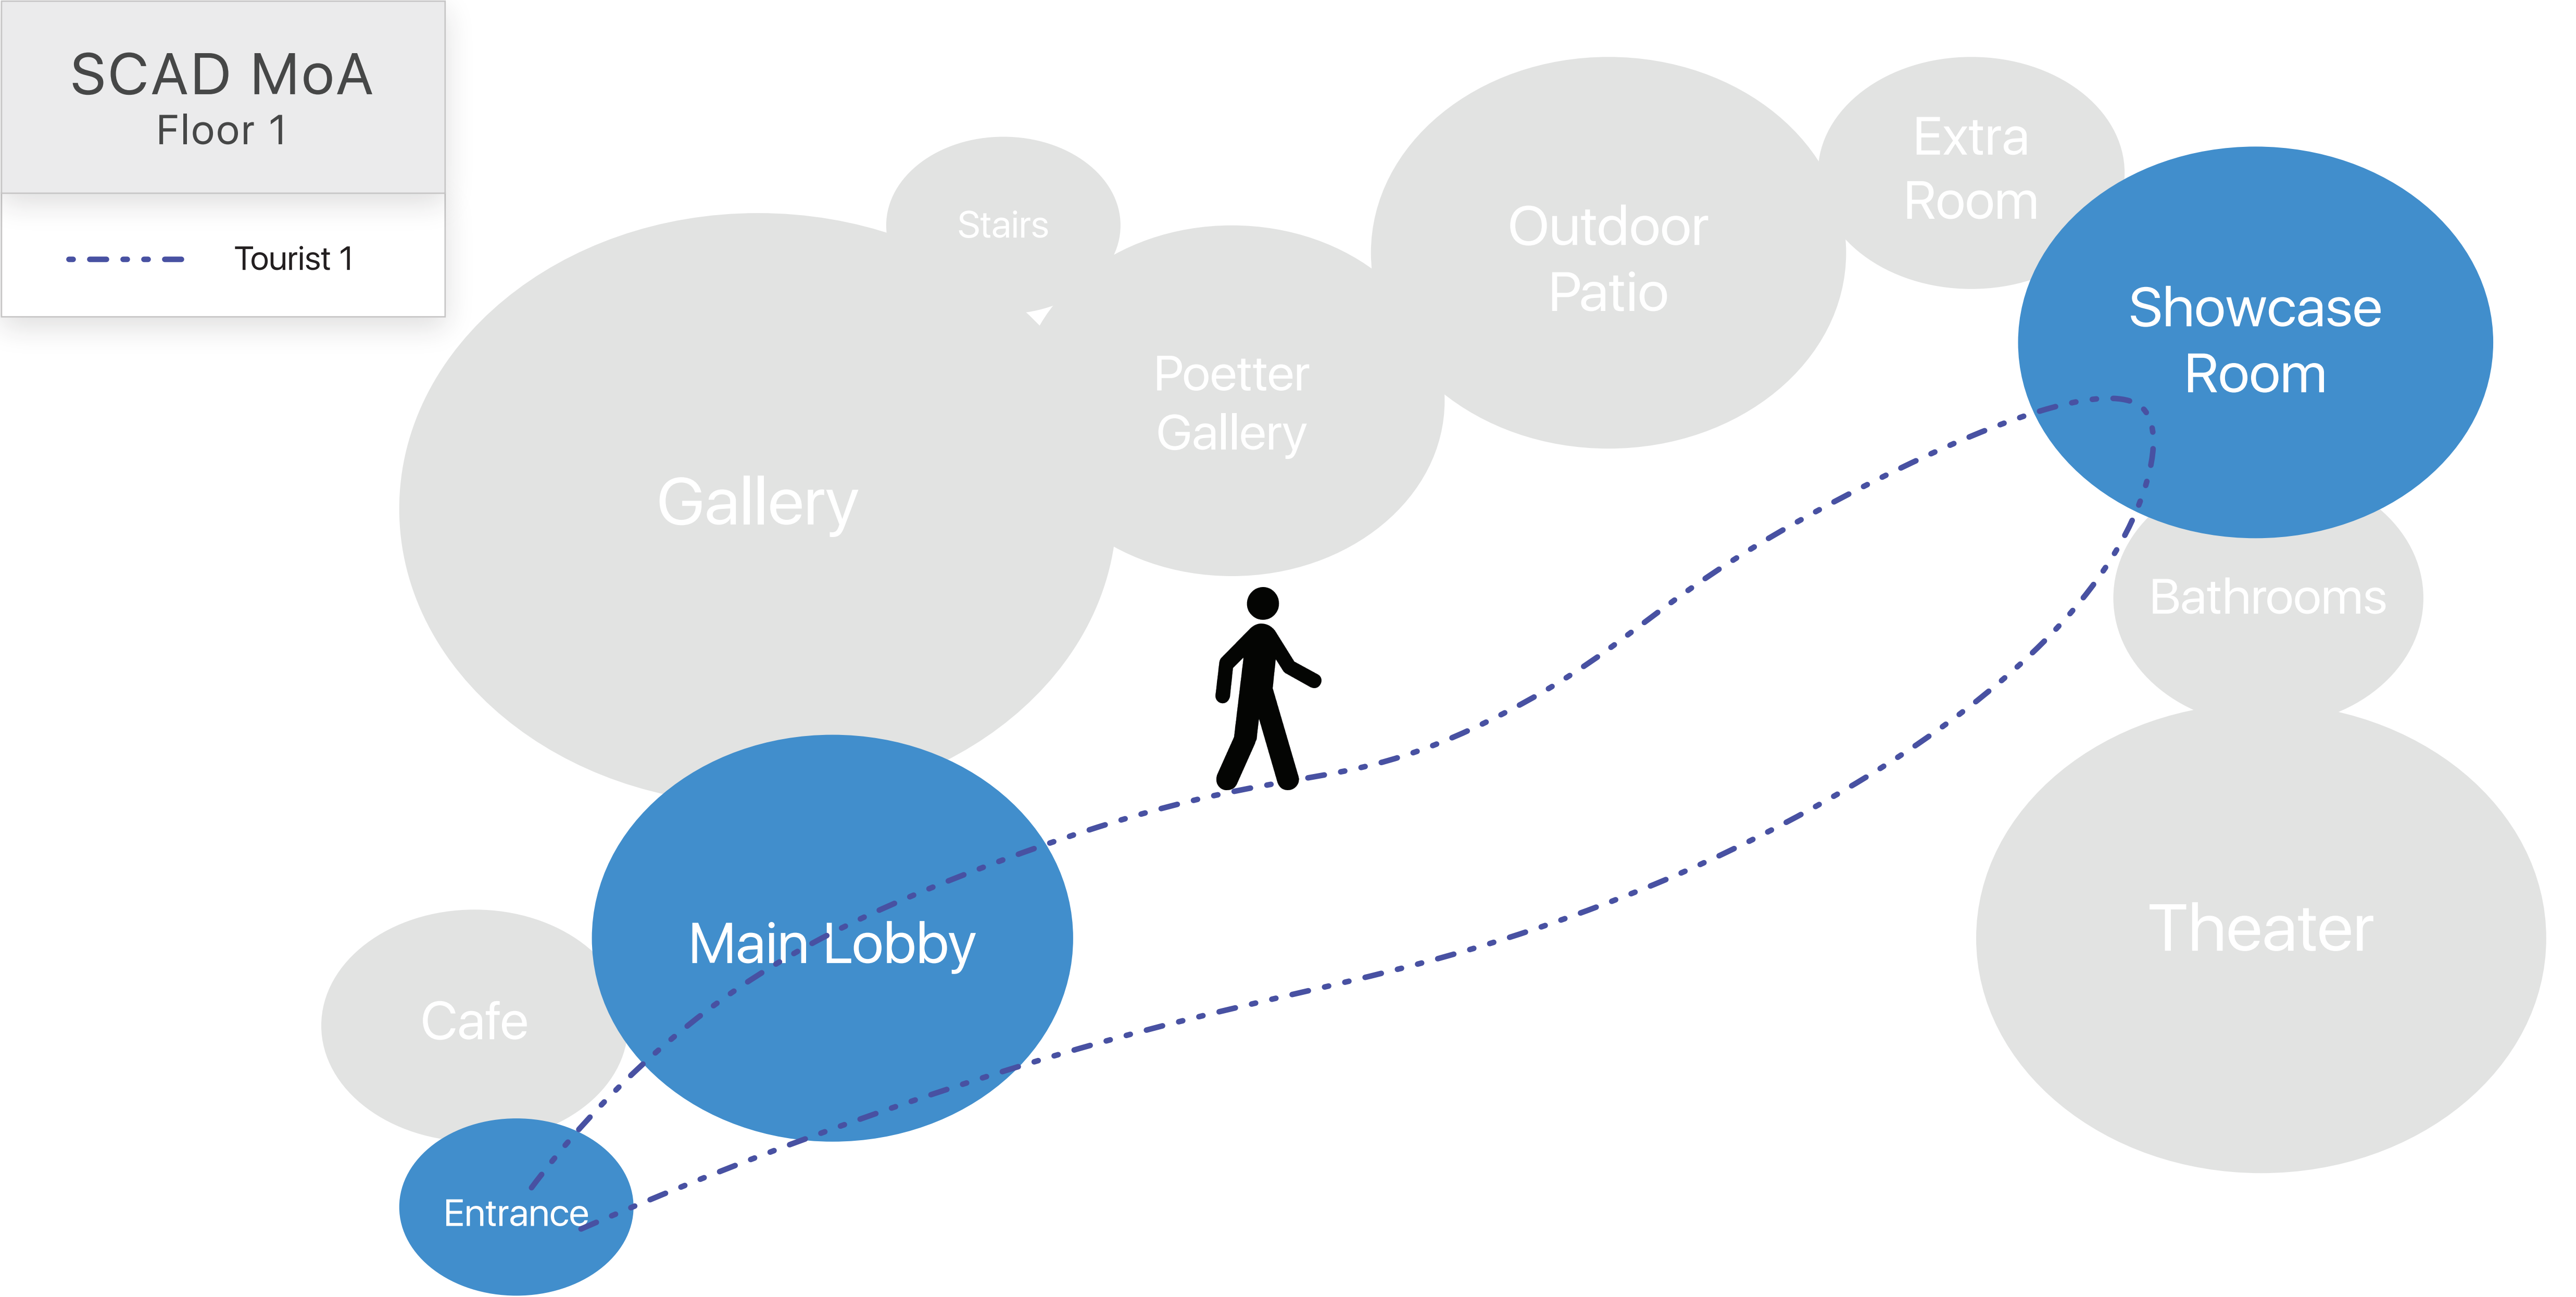 SCAD MoA
Floor 1
Tourist 1
Stairs
Extra
Room
Outdoor
Patio
Showcase
Room
Poetter
Gallery
Gallery
Bathrooms
Main Lobby
Theater
Cafe
Entrance